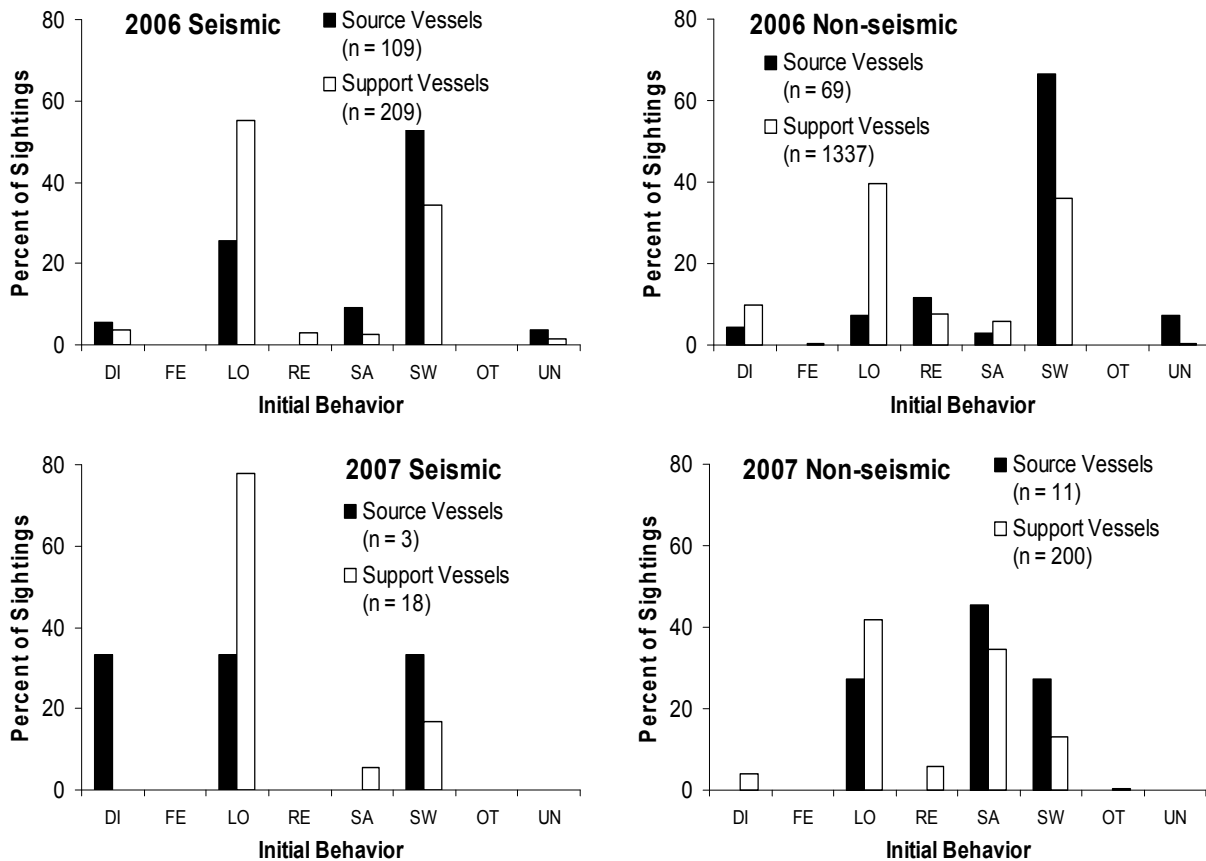 2006 Seismic
Source Vessels
(n = 109)
Support Vessels
(n = 209)
Percent of Sightings
80
60
40
20
0
DI FE LO RE SA SW OT UN
Initial Behavior
2006 Non-seismic
Source Vessels
(n = 69)
Support Vessels
(n = 1337)
Percent of Sightings
80
60
40
20
0
DI FE LO RE SA SW OT UN
Initial Behavior
2007 Seismic
Source Vessels
(n = 3)
Support Vessels
(n = 18)
Percent of Sightings
80
60
40
20
0
DI FE LO RE SA SW OT UN
Initial Behavior
2007 Non-seismic
Source Vessels
(n = 11)
Support Vessels
(n = 200)
Percent of Sightings
80
60
40
20
0
DI FE LO RE SA SW OT UN
Initial Behavior